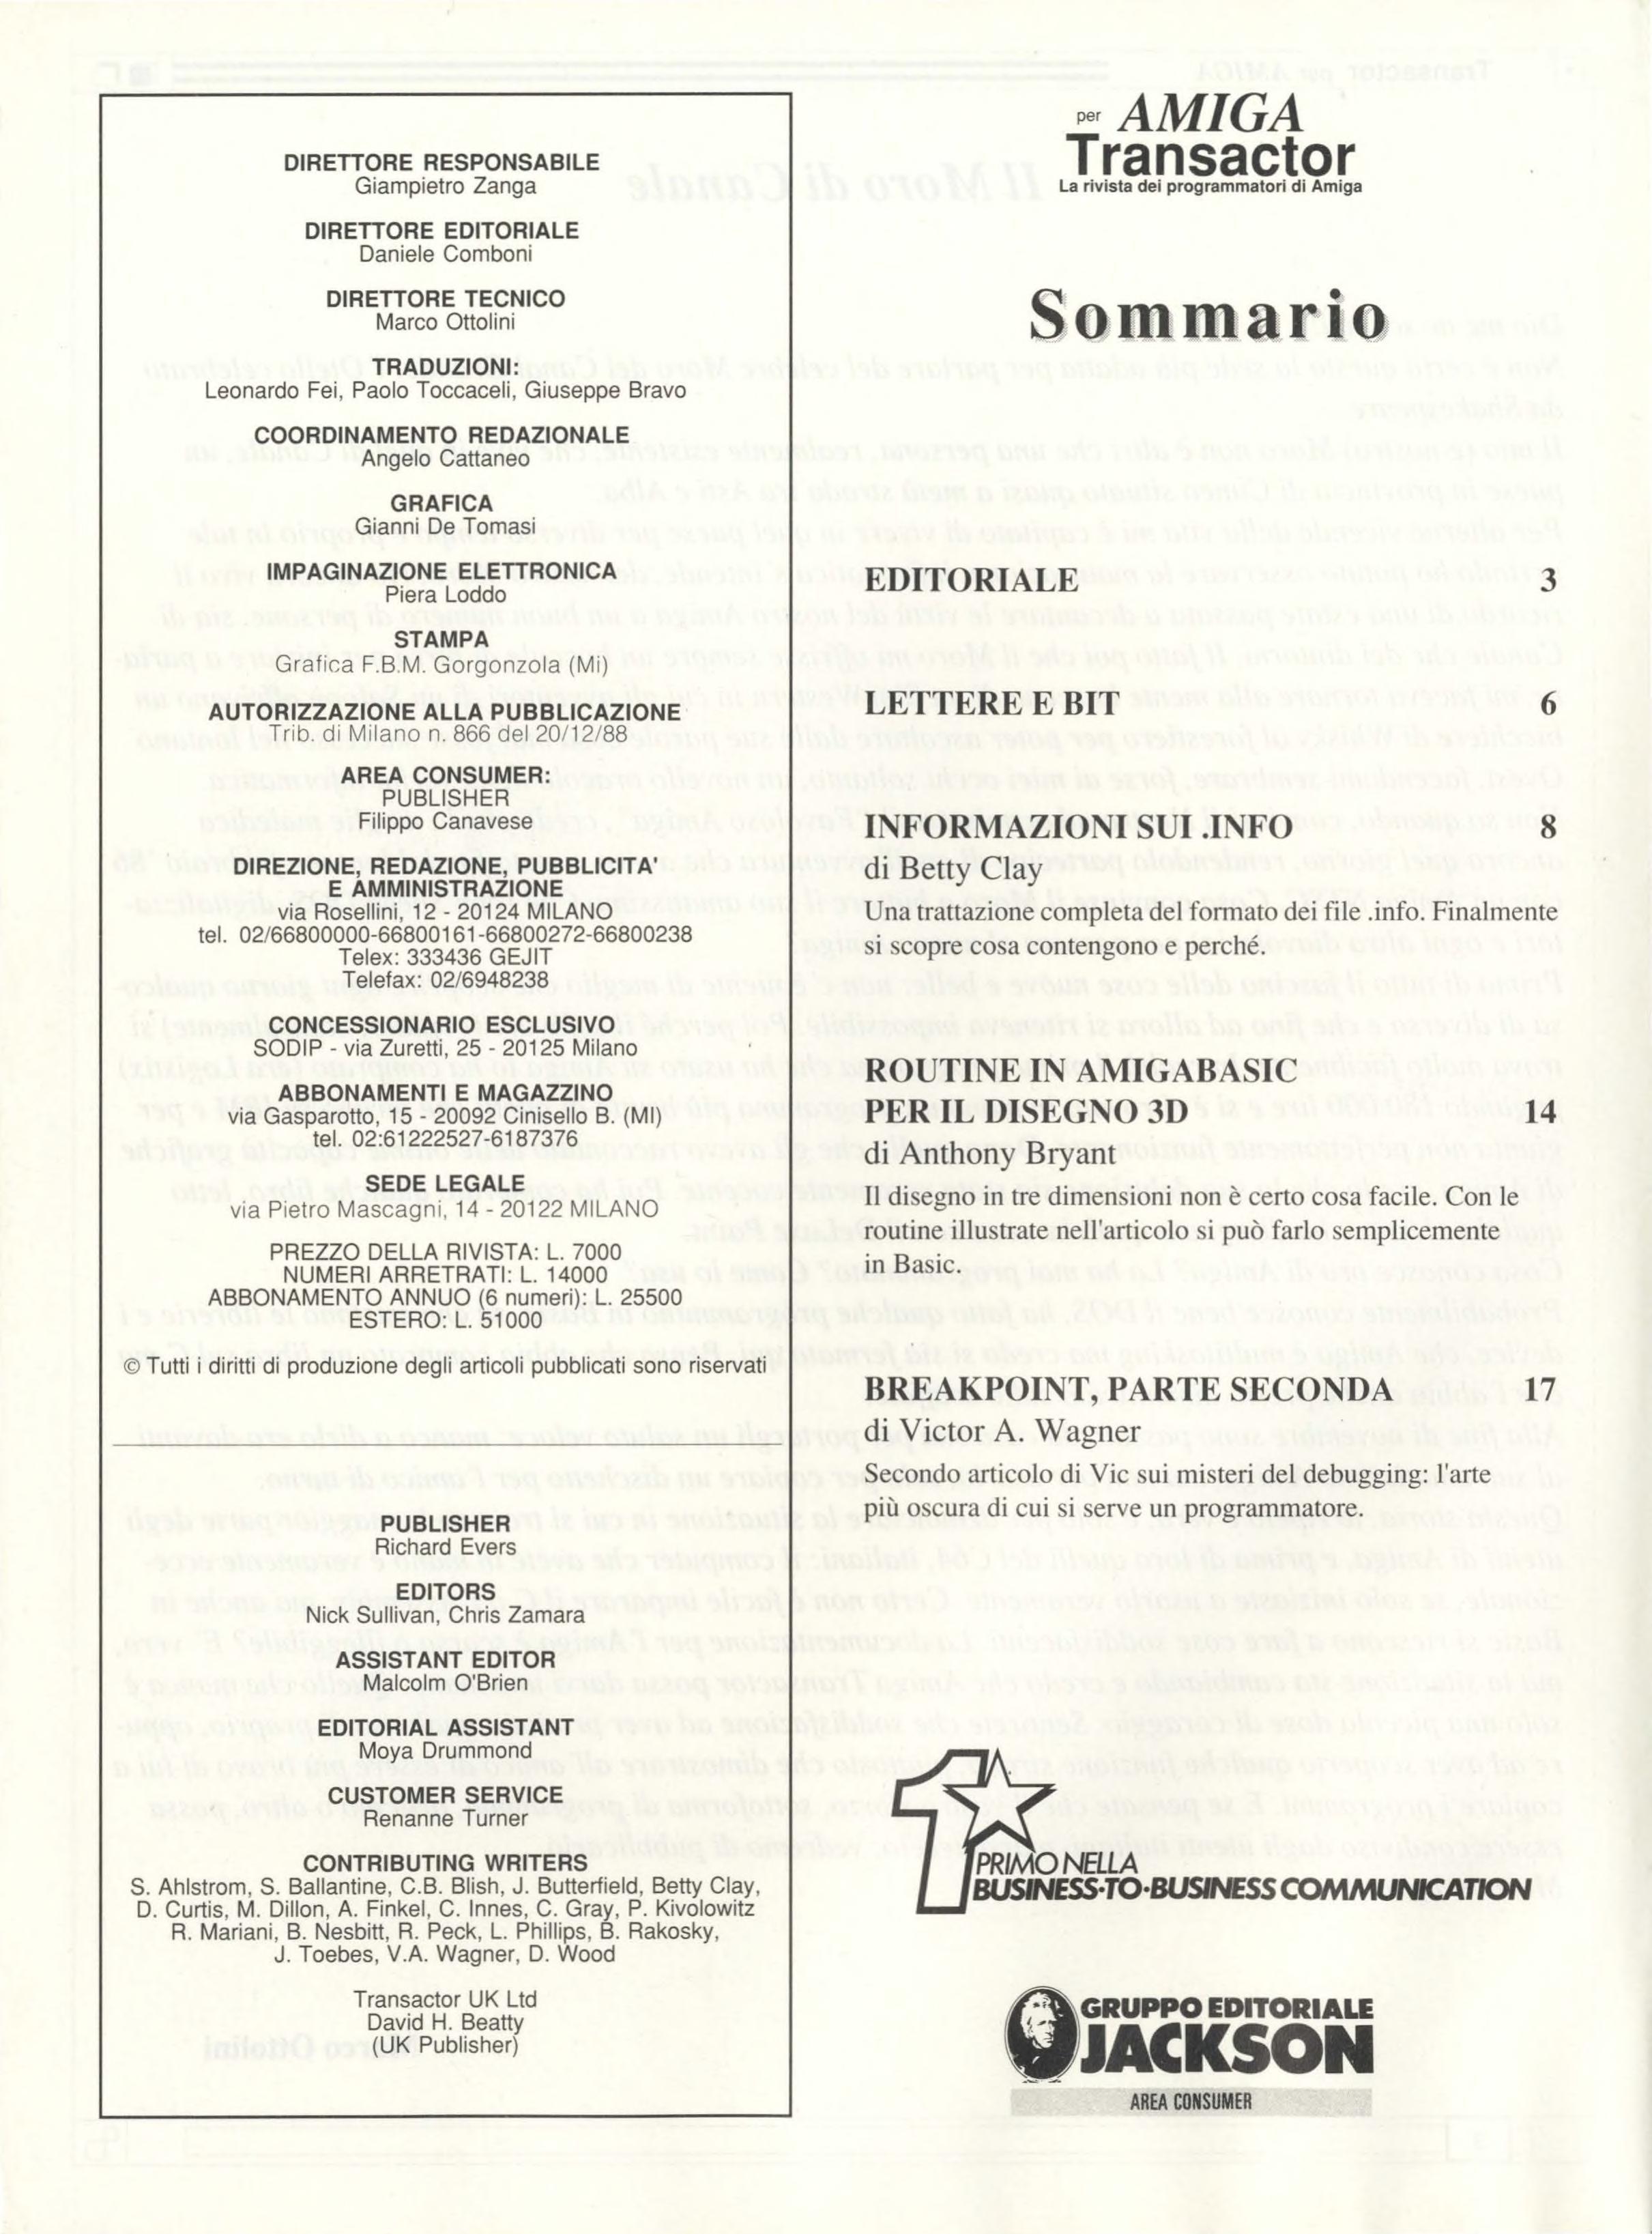 DIRETTORE RESPONSABILE
Giampietro Zanga
DIRETTORE EDITORIALE
Daniele Comboni
DIRETTORE TECNICO
Marco Ottolini
TRADUZIONI:
Leonardo Fei, Paolo Toccaceli, Giuseppe Bravo
COORDINAMENTO REDAZIONALE
Angelo Cattaneo
GRAFICA
Gianni De Tomasi
IMPAGINAZIONE ELETTRONICA
Piera Loddo
STAMPA
Grafica F.B.M. Gorgonzola (Mi)
AUTORIZZAZIONE ALLA PUBBLICAZIONE
Trib. di Milano n. 866 del 20/12/88
AREA CONSUMER:
PUBLISHER
Filippo Canavese
DIREZIONE, REDAZIONE, PUBBLICITA'
E AMMINISTRAZIONE
via Rosellini, 12 - 20124 MILANO
tel. 02/66800000-66800161-66800272-66800238
Telex: 333436 GEJIT
Telefax: 02/6948238
CONCESSIONARIO ESCLUSIVO
SODIP - via Zuretti, 25 - 20125 Milano
ABBONAMENTI E MAGAZZINO
via Gasparotto, 15 - 20092 Cinisello B. (MI)
tel. 02:61222527-6187376
SEDE LEGALE
via Pietro Mascagni, 14 - 20122 MILANO
PREZZO DELLA RIVISTA: L. 7000
NUMERI ARRETRATI: L. 14000
ABBONAMENTO ANNUO (6 numeri): L. 25500
ESTERO: L. 51000
© Tutti i diritti di produzione degli articoli pubblicati sono riservati
PUBLISHER
Richard Evers
EDITORS
Nick Sullivan, Chris Zamara
ASSISTANT EDITOR
Malcolm O'Brien
EDITORIAL ASSISTANT
Moya Drummond
CUSTOMER SERVICE
Renanne Turner
CONTRIBUTING WRITERS
S. Ahlstrom, S. Ballantine, C.B. Blish, J. Butterfield, Betty Clay,
D. Curtis, M. Dillon, A. Finkel, C. Innes, C. Gray, P. Kivolowitz
R. Mariani, B. Nesbitt, R. Peck, L. Phillips, B. Rakosky,
J. Toebes, V.A. Wagner, D. Wood
Transactor UK Ltd
David H. Beatty
(UK Publisher)
per AMIGA
Transactor
La rivista dei programmatori di Amiga
Sommario
EDITORIALE 3
LETTERE E BIT 6
INFORMAZIONI SUL .INFO 8
di Betty Clay
Una trattazione completa del formato dei file .info. Finalmente
si scopre cosa contengono e perché.
ROUTINE IN AMIGABASIC
PER IL DISEGNO 3D 14
di Anthony Bryant
Il disegno in tre dimensioni non è certo cosa facile. Con le
routine illustrate nell'articolo si può farlo semplicemente
in Basic.
BREAKPOINT, PARTE SECONDA 17
di Victor A. Wagner
Secondo articolo di Vic sui misteri del debugging: l'arte
più oscura di cui si serve un programmatore.
1
PRIMO NELLA
BUSINESS·TO·BUSINESS COMMUNICATION
GRUPPO EDITORIALE
JACKSON
AREA CONSUMER